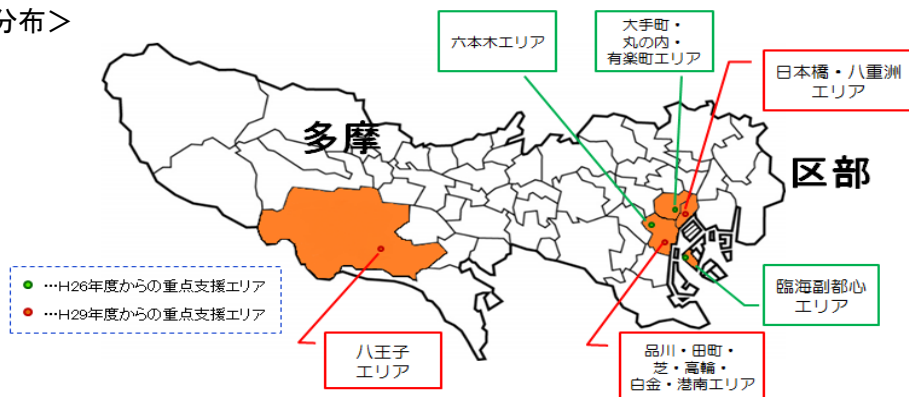 分布＞
六本木エリア
大手町・
丸の内・
有楽町エリア
日本橋・八重洲
エリア
多摩
区部
…H26年度からの重点支援エリア
…H29年度からの重点支援エリア
臨海副都心
エリア
八王子
エリア
品川・田町・
芝・高輪・
白金・港南エリア